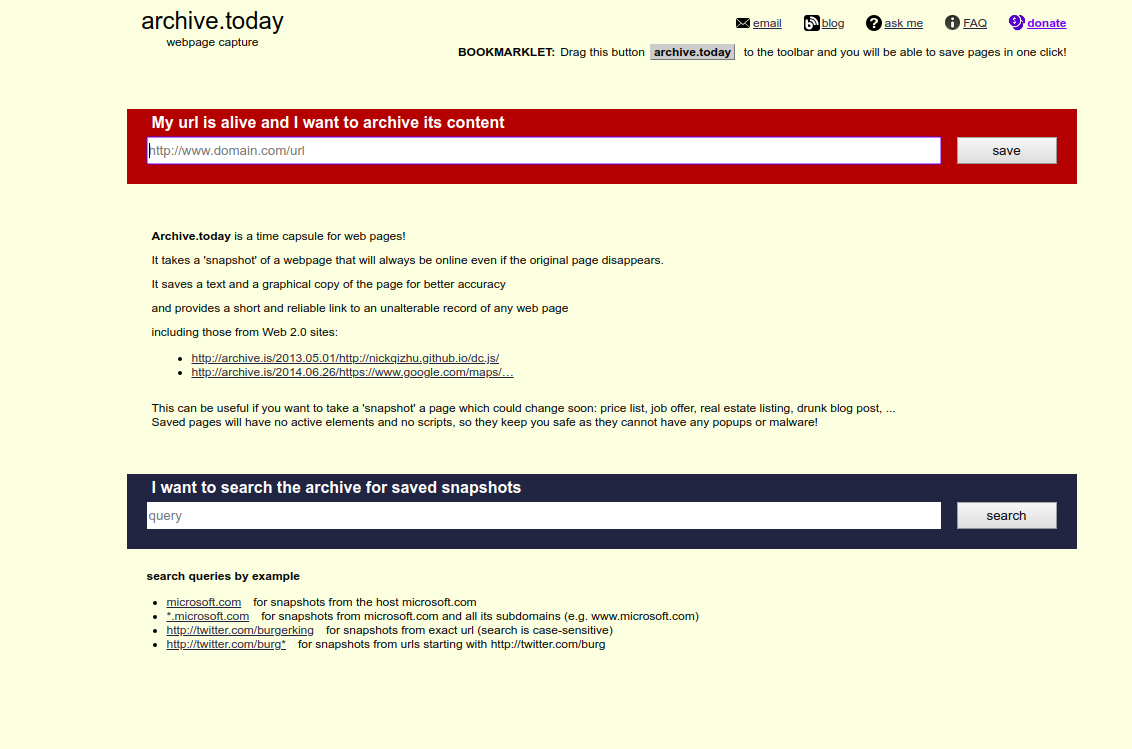 archive.today
webpage capture
email blog ask me FAQ donate
BOOKMARKLET: Drag this button archive.today to the toolbar and you will be able to save pages in one click!
My url is alive and I want to archive its content
http://www.domain.com/url save
Archive.today is a time capsule for web pages!
It takes a 'snapshot' of a webpage that will always be online even if the original page disappears.
It saves a text and a graphical copy of the page for better accuracy
and provides a short and reliable link to an unalterable record of any web page
including those from Web 2.0 sites:
• http://archive.is/2013.05.01/http://nickqizhu.github.io/dc.js/
• http://archive.is/2014.06.26/https://www.google.com/maps/…
This can be useful if you want to take a 'snapshot' a page which could change soon: price list, job offer, real estate listing, drunk blog post, ...
Saved pages will have no active elements and no scripts, so they keep you safe as they cannot have any popups or malware!
I want to search the archive for saved snapshots
query search
search queries by example
• microsoft.com for snapshots from the host microsoft.com
• *.microsoft.com for snapshots from microsoft.com and all its subdomains (e.g. www.microsoft.com)
• http://twitter.com/burgerking for snapshots from exact url (search is case-sensitive)
• http://twitter.com/burg* for snapshots from urls starting with http://twitter.com/burg